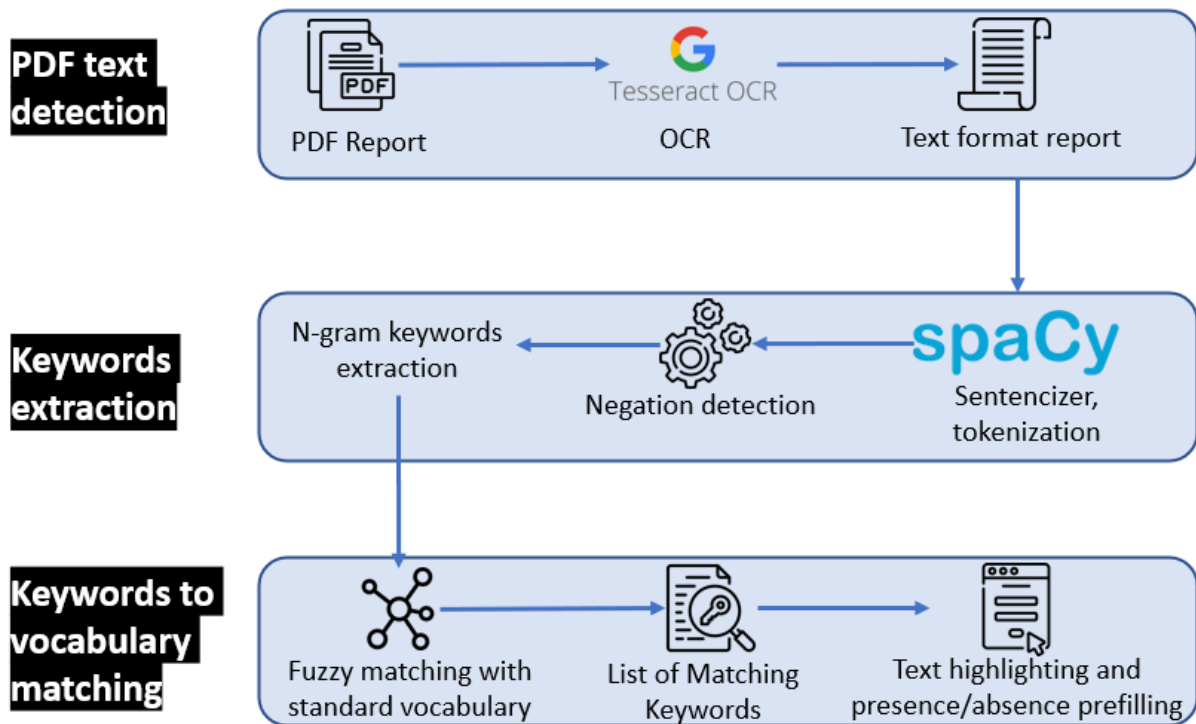 PDF text
detection
PDF
PDF Report
G
Tesseract OCR
OCR
Text format report
Keywords
extraction
N-gram keywords
extraction
Negation detection
spaCy
Sentencizer,
tokenization
Keywords to
vocabulary
matching
Fuzzy matching with
standard vocabulary
List of Matching
Keywords
Text highlighting and
presence/absence prefilling